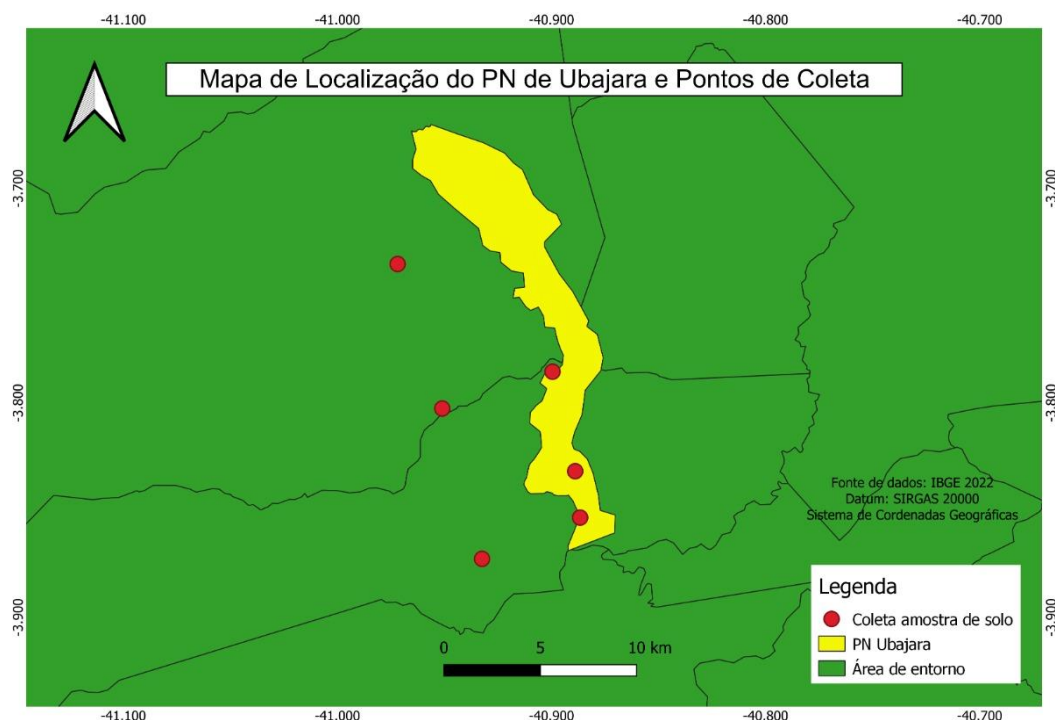 -41.100 -41.000 -40.900 -40.800 -40.700
Mapa de Localização do PN de Ubajara e Pontos de Coleta
-3.700 -3.700
-3.800 -3.800
Fonte de dados: IBGE 2022
Datum: SIRGAS 20000
Sistema de Cordenadas Geográficas
Legenda
Coleta amostra de solo
PN Ubajara
Área de entorno
-3.900 -3.900
0 5 10 km
-41.100 -41.000 -40.900 -40.800 -40.700